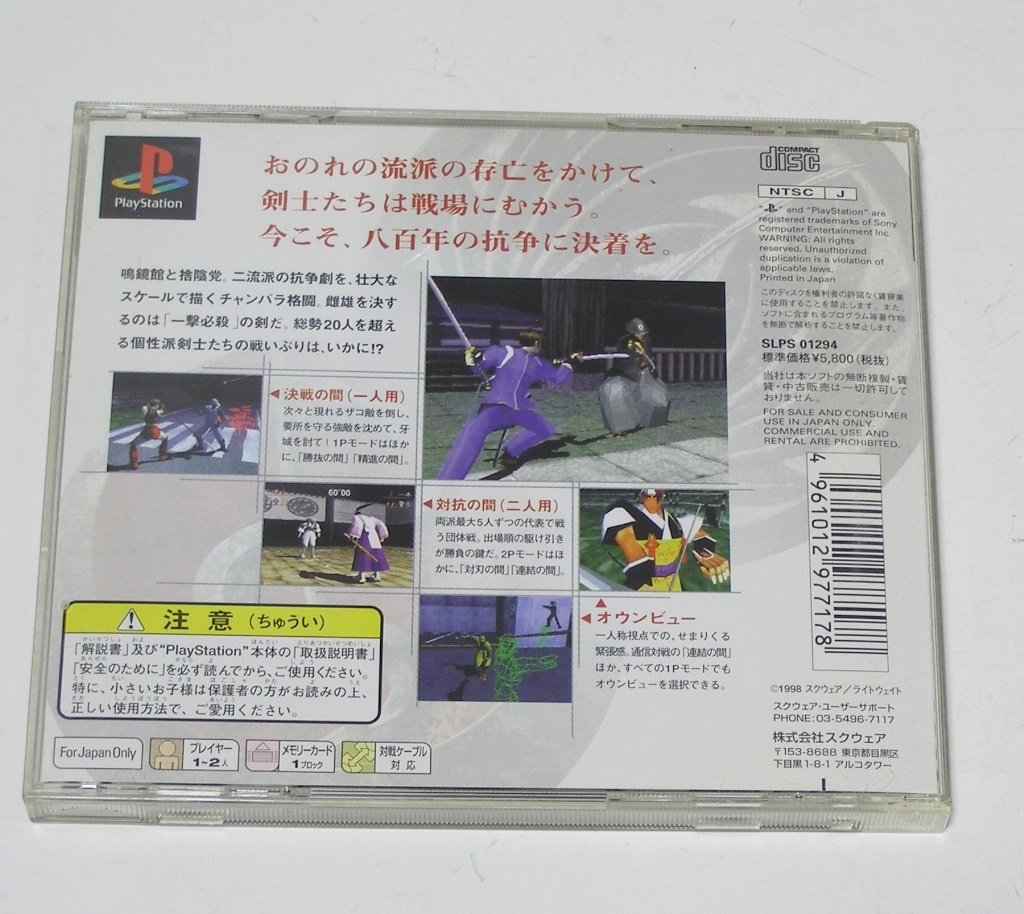 PlayStation
おのれの流派の存亡をかけて、
剣士たちは戦場にむかう。
今こそ、八百年の抗争に決着を。
鳴鏡館と捨陰党。二流派の抗争劇を、壮大な
スケールで描くチャンバラ格闘。雌雄を決す
るのは「一撃必殺」の剣だ。総勢20人を超える
個性派剣士たちの戦いぶりは、いかに!?
◀決戦の間(一人用)
次々と現れるザコ敵を倒し、
要所を守る強敵を沈めて、牙
城を討て!1Pモードはほか
に、「勝抜の間」「精進の間」。
60"00
◀対抗の間(二人用)
両派最大5人ずつの代表で戦
う団体戦。出場順の駆け引き
が勝負の鍵だ。2Pモードはほ
かに、「対刃の間」「連結の間」。
▲
◀オウンビュー
一人称視点での、せまりくる
緊張感。通信対戦の「連結の間」
ほか、すべての1Pモードでも
オウンビューを選択できる。
注意(ちゅうい)
「解説書」及び"PlayStation"本体の「取扱説明書」
「安全のために」を必ず読んでから、ご使用ください。
特に、小さいお子様は保護者の方がお読みの上、
正しい使用方法で、ご愛用ください。
For Japan Only
プレイヤー
1~2人
メモリーカード
1ブロック
対戦ケーブル
対応
COMPACT
disc
NTSC J
" " and "PlayStation" are
registered trademarks of Sony
Computer Entertainment Inc.
WARNING: All rights
reserved. Unauthorized
duplication is a violation of
applicable laws.
Printed in Japan
このディスクを権利者の許諾なく賃貸業
に使用することを禁止します。また、
ソフトに含まれるプログラム等著作物
を無断で解析することを禁止します。
SLPS 01294
標準価格¥5,800(税抜)
当社は本ソフトの無断複製・賃
貸・中古販売は一切許可して
おりません。
FOR SALE AND CONSUMER
USE IN JAPAN ONLY.
COMMERCIAL USE AND
RENTAL ARE PROHIBITED.
4 961012 977178
©1998 スクウェア/ライトウェイト
スクウェア・ユーザーサポート
PHONE:03-5496-7117
株式会社スクウェア
〒153-8688 東京都目黒区
下目黒1-8-1 アルコタワー